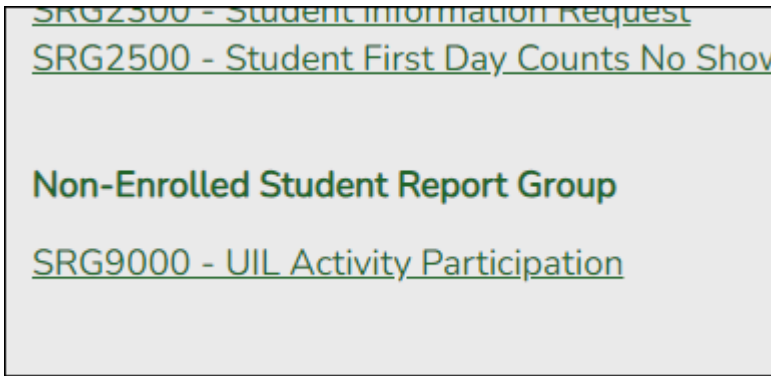 SRG2300 - Student Information Request
SRG2500 - Student First Day Counts No Show
Non-Enrolled Student Report Group
SRG9000 - UIL Activity Participation